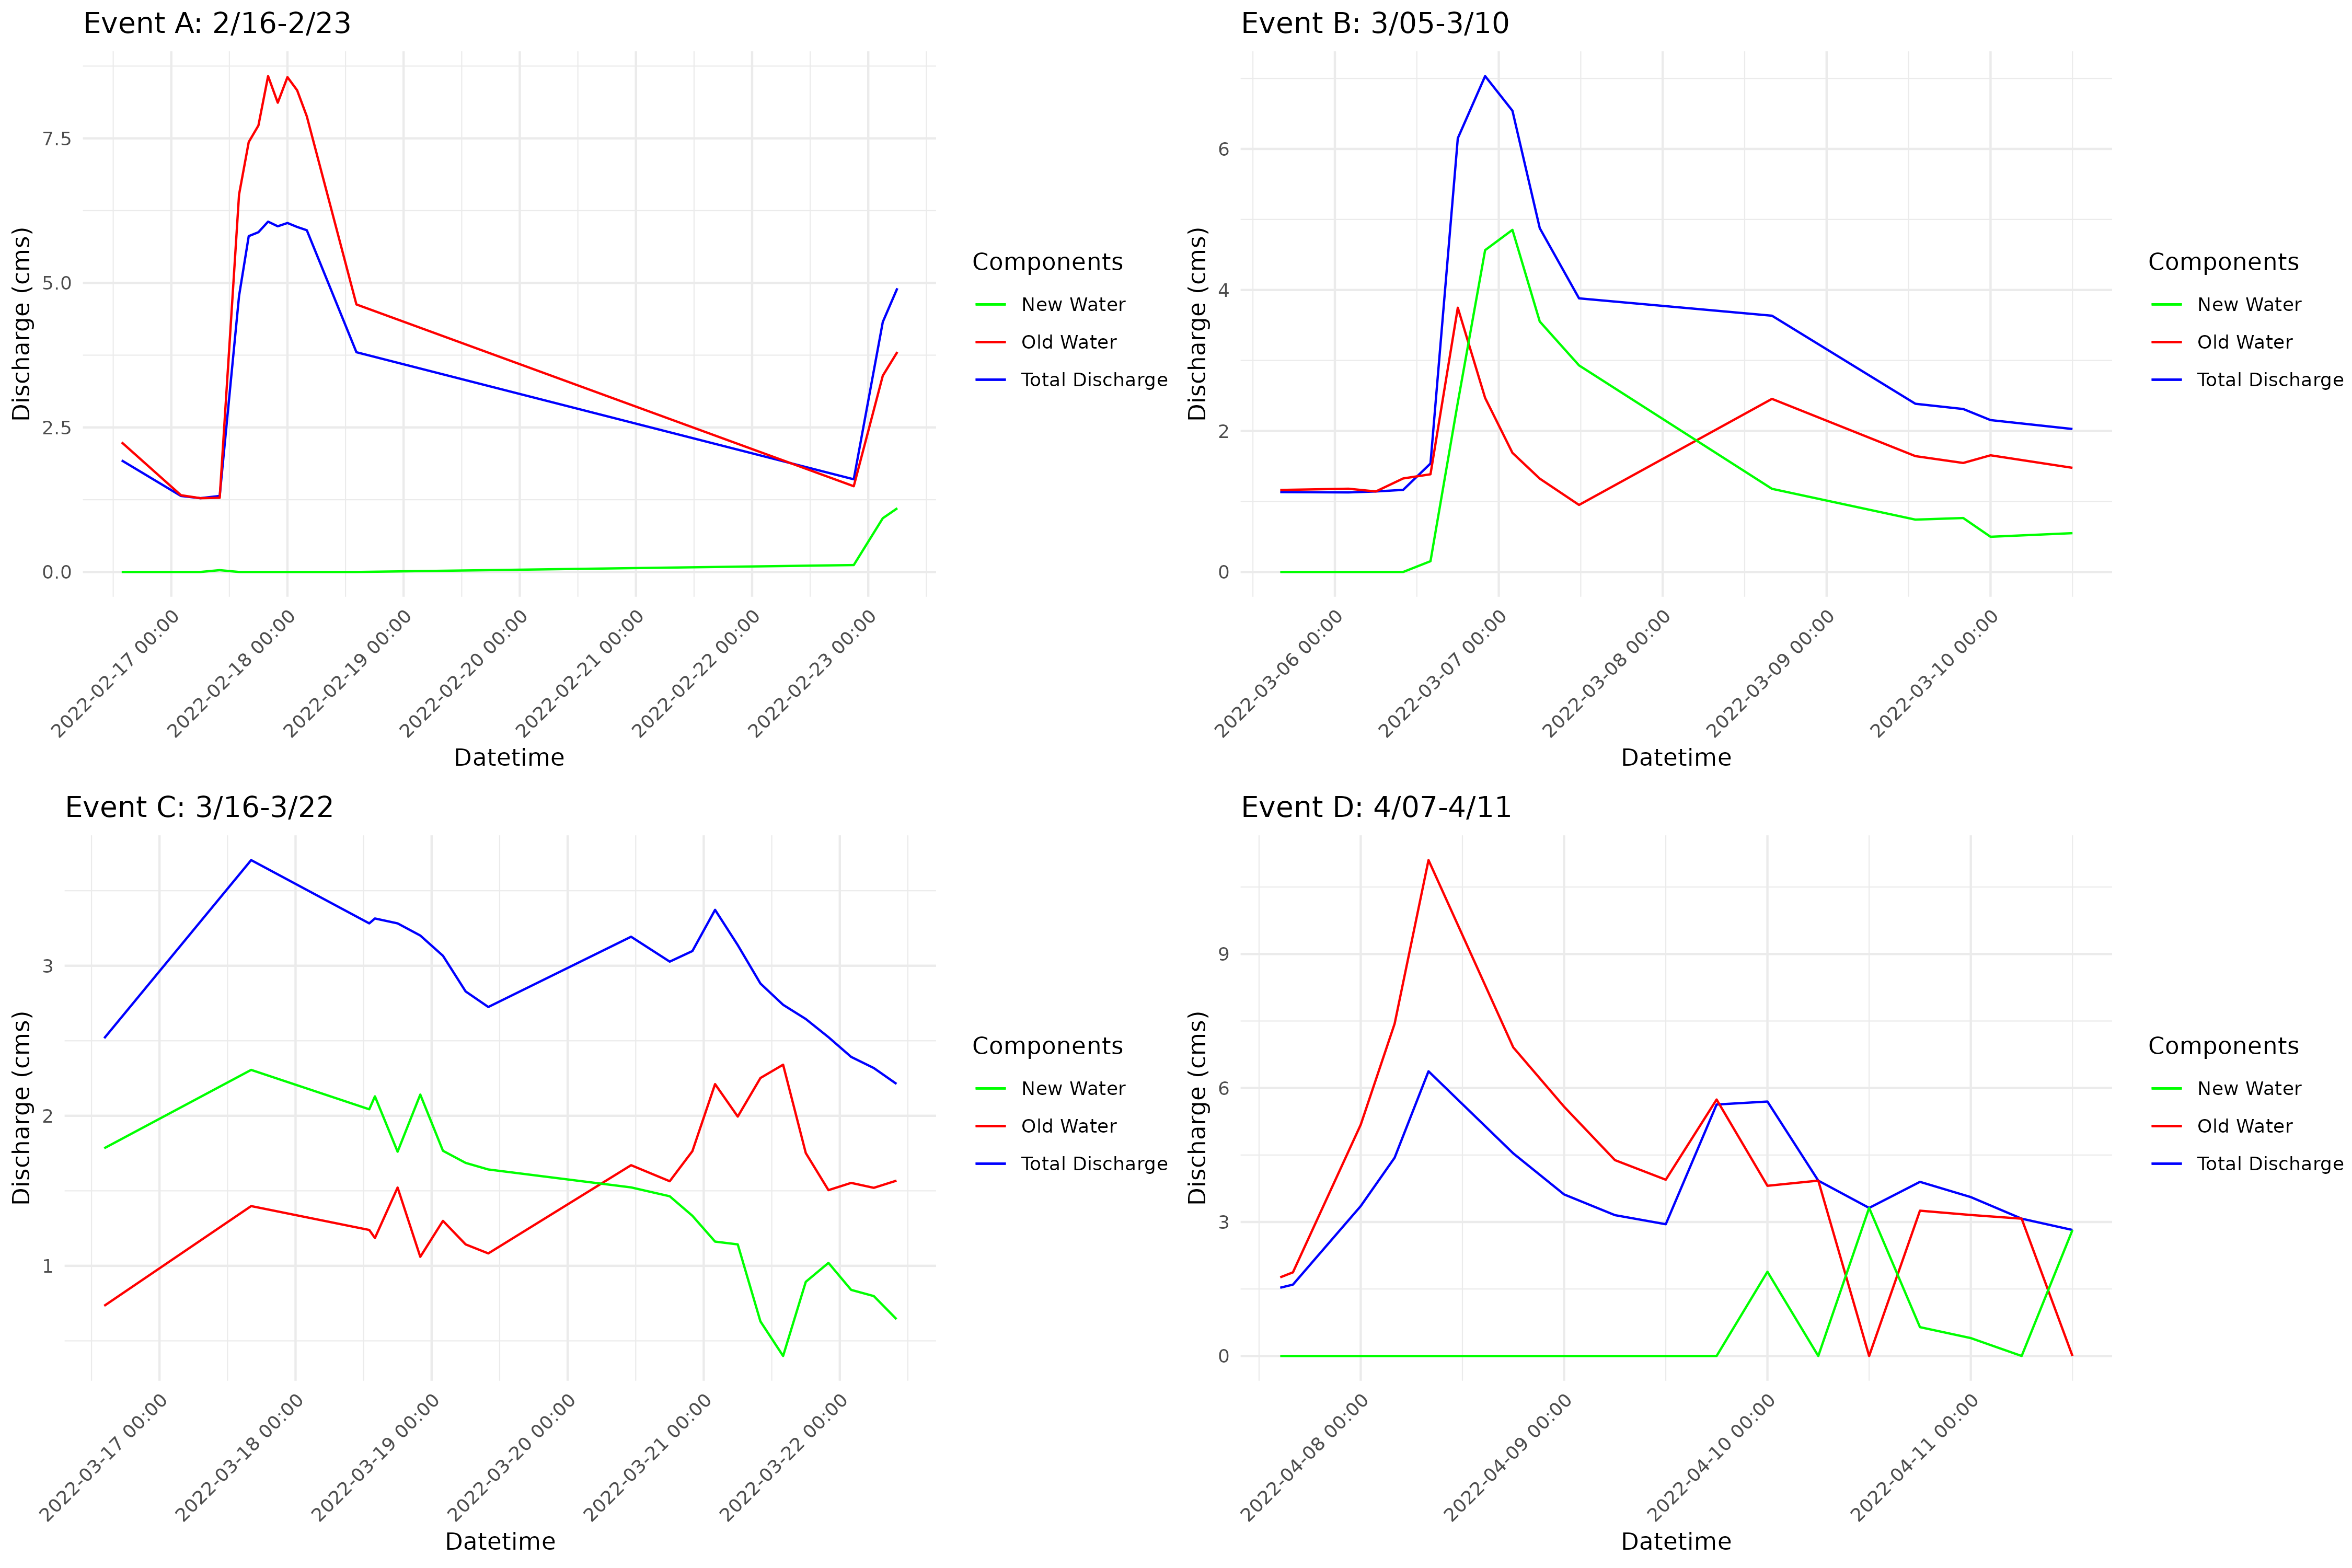 Event A: 2/16-2/23
Discharge (cms)
7.5
5.0
2.5
0.0
2022-02-17 00:00
2022-02-18 00:00
2022-02-19 00:00
2022-02-20 00:00
2022-02-21 00:00
2022-02-22 00:00
2022-02-23 00:00
Datetime
Components
New Water
Old Water
Total Discharge
Event B: 3/05-3/10
Discharge (cms)
6
4
2
0
2022-03-06 00:00
2022-03-07 00:00
2022-03-08 00:00
2022-03-09 00:00
2022-03-10 00:00
Datetime
Components
New Water
Old Water
Total Discharge
Event C: 3/16-3/22
Discharge (cms)
3
2
1
2022-03-17 00:00
2022-03-18 00:00
2022-03-19 00:00
2022-03-20 00:00
2022-03-21 00:00
2022-03-22 00:00
Datetime
Components
New Water
Old Water
Total Discharge
Event D: 4/07-4/11
Discharge (cms)
9
6
3
0
2022-04-08 00:00
2022-04-09 00:00
2022-04-10 00:00
2022-04-11 00:00
Datetime
Components
New Water
Old Water
Total Discharge